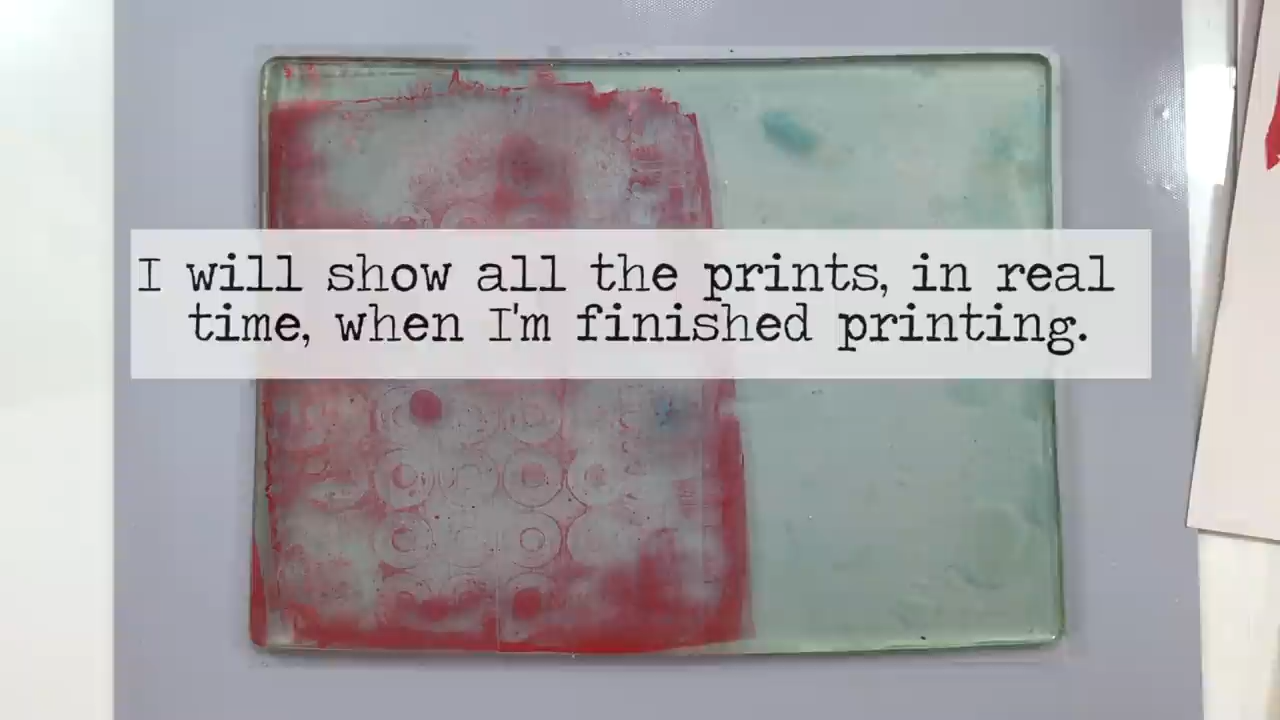 I will show all the prints, in real
time, when I'm finished printing.